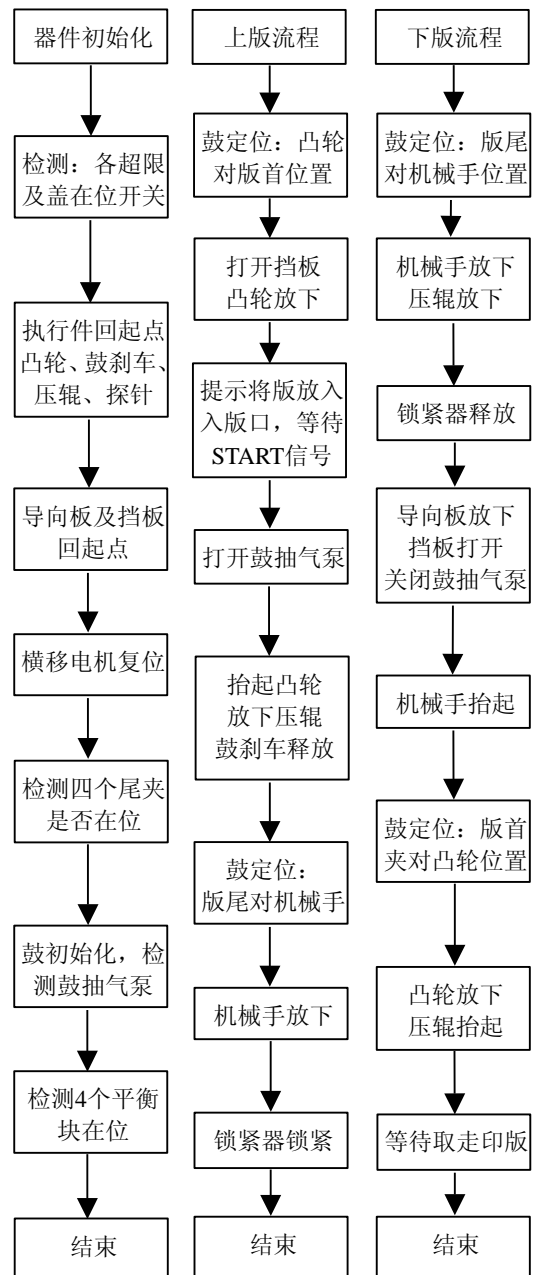 器件初始化
检测：各超限
及盖在位开关
执行件回起点
凸轮、鼓刹车、
压辊、探针
导向板及挡板
回起点
横移电机复位
检测四个尾夹
是否在位
鼓初始化，检
测鼓抽气泵
检测4个平衡
块在位
结束
上版流程
鼓定位：凸轮
对版首位置
打开挡板
凸轮放下
提示将版放入
入版口，等待
START信号
打开鼓抽气泵
抬起凸轮
放下压辊
鼓刹车释放
鼓定位：
版尾对机械手
机械手放下
锁紧器锁紧
结束
下版流程
鼓定位：版尾
对机械手位置
机械手放下
压辊放下
锁紧器释放
导向板放下
挡板打开
关闭鼓抽气泵
机械手抬起
鼓定位：版首
夹对凸轮位置
凸轮放下
压辊抬起
等待取走印版
结束